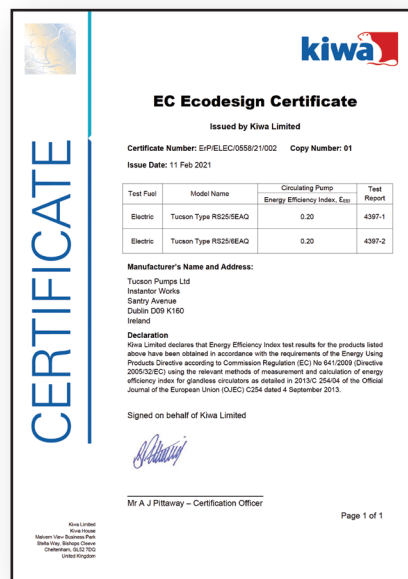 kiwa
EC Ecodesign Certificate
Issued by Kiwa Limited
Certificate Number: ErP/ELEC/0558/21/002 Copy Number: 01
Issue Date: 11 Feb 2021
Test Fuel
Model Name
Circulating Pump
Energy Efficiency Index, ƐEEI
Test
Report
Electric Tucson Type RS25/5EAQ 0.20 4397-1
Electric Tucson Type RS25/6EAQ 0.20 4397-2
Manufacturer's Name and Address:
Tucson Pumps Ltd
Instantor Works
Santry Avenue
Dublin D09 K160
Ireland
Declaration
Kiwa Limited declares that Energy Efficiency Index test results for the products listed
above have been obtained in accordance with the requirements of the Energy Using
Products Directive according to Commission Regulation (EC) No 641/2009 (Directive
2005/32/EC) using the relevant methods of measurement and calculation of energy
efficiency index for glandless circulators as detailed in 2013/C 254/04 of the Official
Journal of the European Union (OJEC) C254 dated 4 September 2013.
Signed on behalf of Kiwa Limited
Mr A J Pittaway – Certification Officer
Page 1 of 1
CERTIFICATE
Kiwa Limited
Kiwa House
Malvern View Business Park
Stella Way, Bishops Cleeve
Cheltenham, GL52 7DQ
United Kingdom